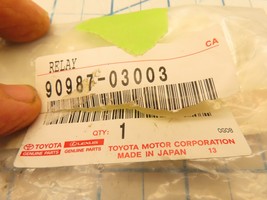 CA
RELAY
90987-03003
TOYOTA LEXUS QTY: 1 0908
GENUINE PARTS GENUINE PARTS TOYOTA MOTOR CORPORATION
MADE IN JAPAN 13